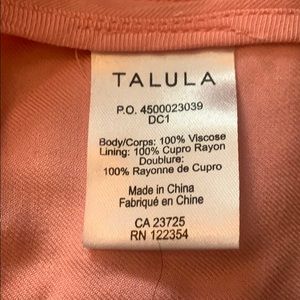 TALULA
P.O. 4500023039
DC1
Body/Corps: 100% Viscose
Lining: 100% Cupro Rayon
Doublure:
100% Rayonne de Cupro
Made in China
Fabriqué en Chine
CA 23725
RN 122354